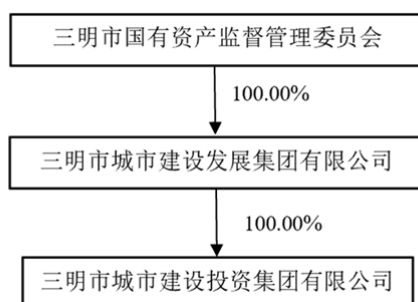 三明市国有资产监督管理委员会
100.00%
三明市城市建设发展集团有限公司
100.00%
三明市城市建设投资集团有限公司